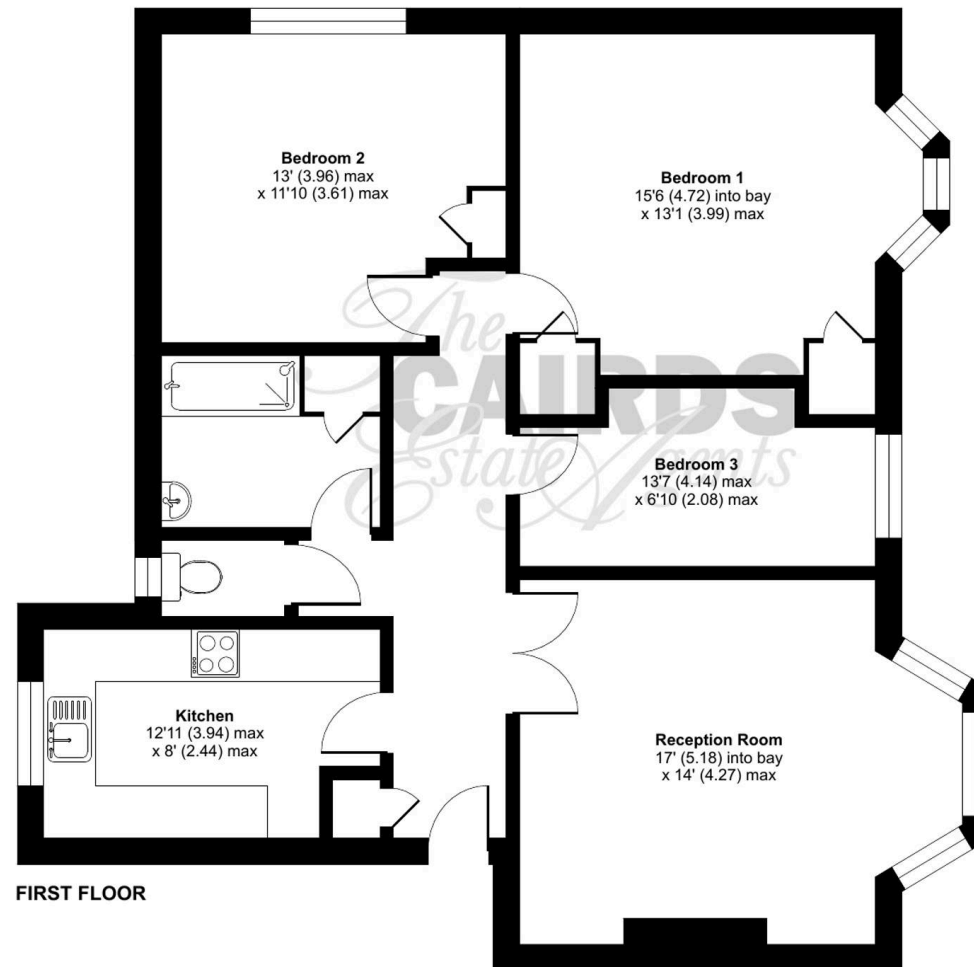 Bedroom 2
13' (3.96) max
x 11'10 (3.61) max
Bedroom 1
15'6 (4.72) into bay
x 13'1 (3.99) max
The
CAIRDS
Estate Agents
Bedroom 3
13'7 (4.14) max
x 6'10 (2.08) max
Kitchen
12'11 (3.94) max
x 8' (2.44) max
Reception Room
17' (5.18) into bay
x 14' (4.27) max
FIRST FLOOR